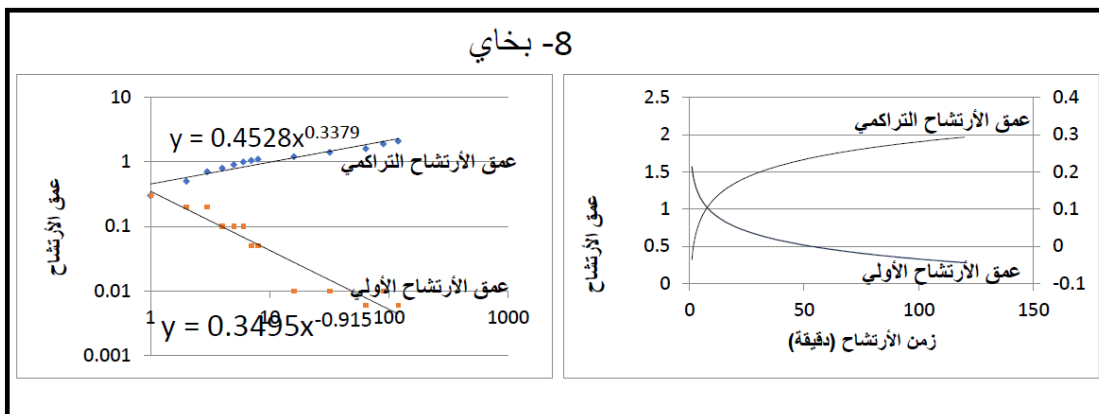 8- بخاي
10
1
0.1
0.01
0.001
1
10
100
1000
عمق الأرتشاح
y = 0.4528x^0.3379
عمق الأرتشاح التراكمي
عمق الأرتشاح الأولي
y = 0.3495x^-0.915
2.5
2
1.5
1
0.5
0
0
50
100
150
0.4
0.3
0.2
0.1
0
-0.1
عمق الأرتشاح
عمق الأرتشاح التراكمي
عمق الأرتشاح الأولي
زمن الأرتشاح (دقيقة)